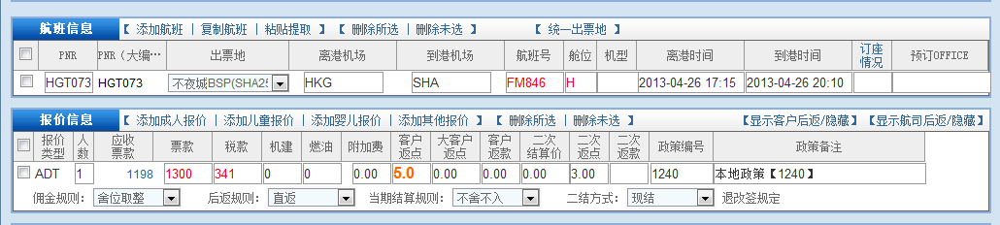 航班信息 【 添加航班 | 复制航班 | 粘贴提取 】 【 删除所选 | 删除未选 】 【 统一出票地 】
PNR PNR（大编… 出票地 离港机场 到港机场 航班号 舱位 机型 离港时间 到港时间 订座情况 预订OFFICE
HGT073 HGT073 不夜城BSP(SHA25 HKG SHA FM846 H 2013-04-26 17:15 2013-04-26 20:10
报价信息 【 添加成人报价 | 添加儿童报价 | 添加婴儿报价 | 添加其他报价 】 【 删除所选 | 删除未选 】 【显示客户后返/隐藏】 【显示航司后返/隐藏】
报价类型 人数 应收票款 票款 税款 机建 燃油 附加费 客户返点 大客户返点 客户返款 二次结算价 二次返点 二次返款 政策编号 政策备注
ADT 1 1198 1300 341 0 0 0.00 5.0 0.00 0.00 0.00 3.00 1240 本地政策【1240】
佣金规则： 舍位取整 后返规则： 直返 当期结算规则： 不舍不入 二结方式： 现结 退改签规定